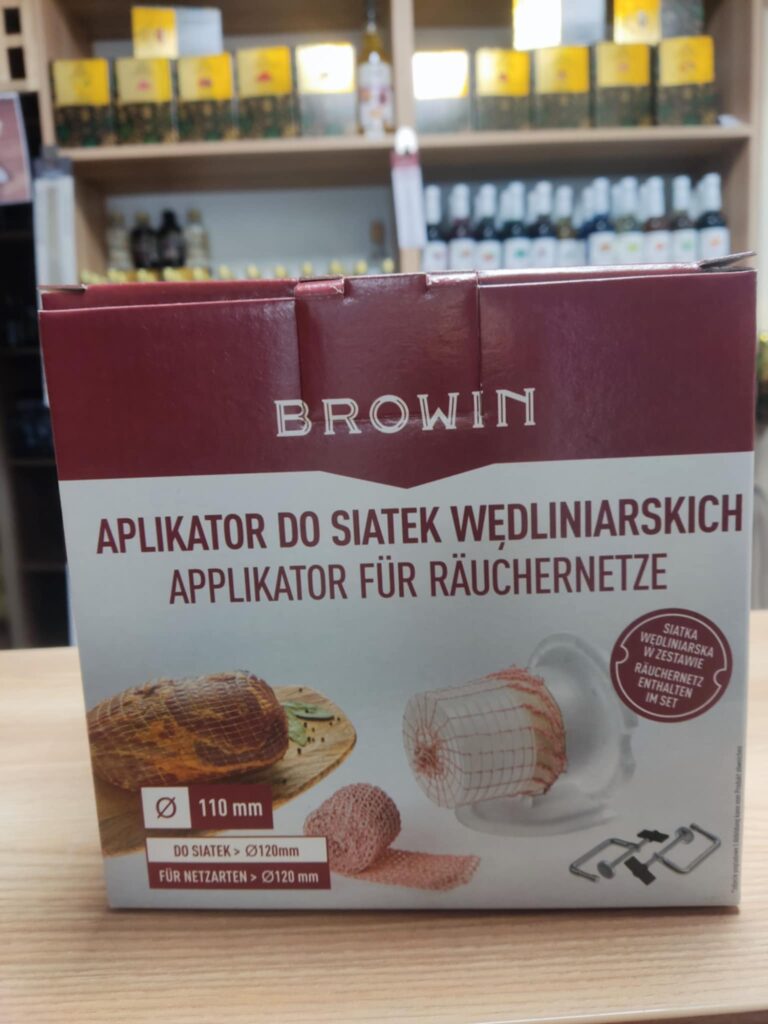 BROWIN
APLIKATOR DO SIATEK WĘDLINIARSKICH
APPLIKATOR FÜR RÄUCHERNETZE
SIATKA
WĘDLINIARSKA
W ZESTAWIE
RÄUCHERNETZ
ENTHALTEN
IM SET
Ø 110 mm
DO SIATEK > Ø120mm
FÜR NETZARTEN > Ø120 mm